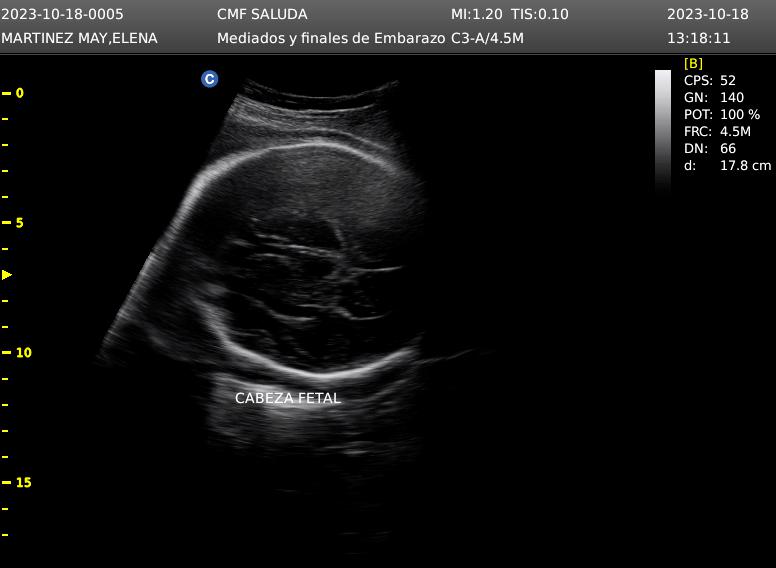 2023-10-18-0005 CMF SALUDA MI:1.20 TIS:0.10 2023-10-18
MARTINEZ MAY,ELENA Mediados y finales de Embarazo C3-A/4.5M 13:18:11
C
[B]
CPS: 52
GN: 140
POT: 100 %
FRC: 4.5M
DN: 66
d: 17.8 cm
0
5
10
15
CABEZA FETAL